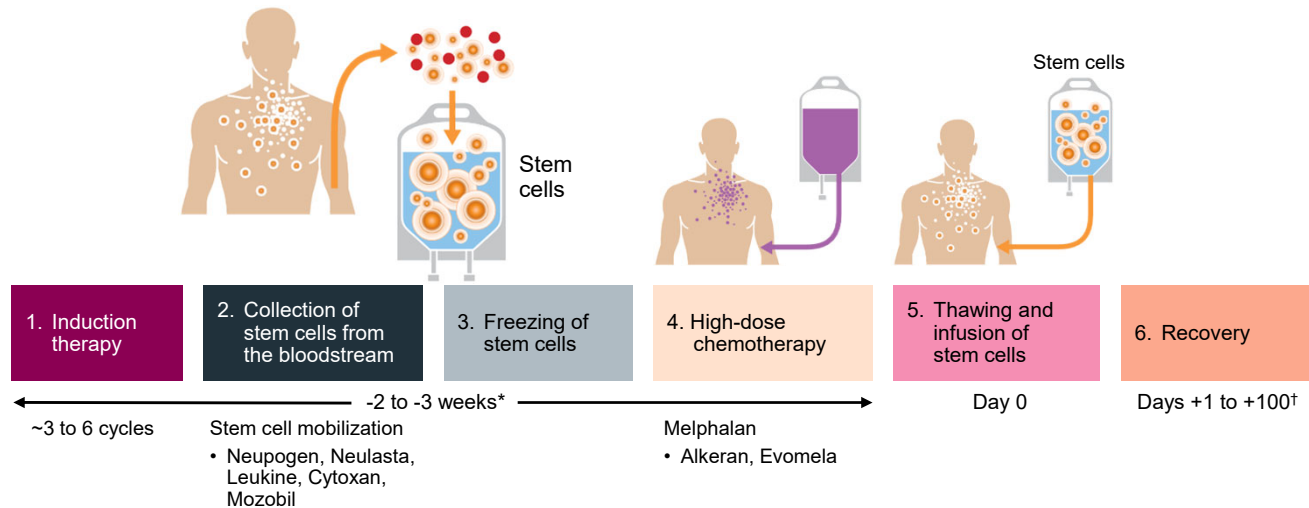 Stem cells
Stem
cells
1. Induction
therapy
2. Collection of
stem cells from
the bloodstream
3. Freezing of
stem cells
4. High-dose
chemotherapy
5. Thawing and
infusion of
stem cells
6. Recovery
-2 to -3 weeks*
Day 0
Days +1 to +100†
~3 to 6 cycles
Stem cell mobilization
• Neupogen, Neulasta,
Leukine, Cytoxan,
Mozobil
Melphalan
• Alkeran, Evomela